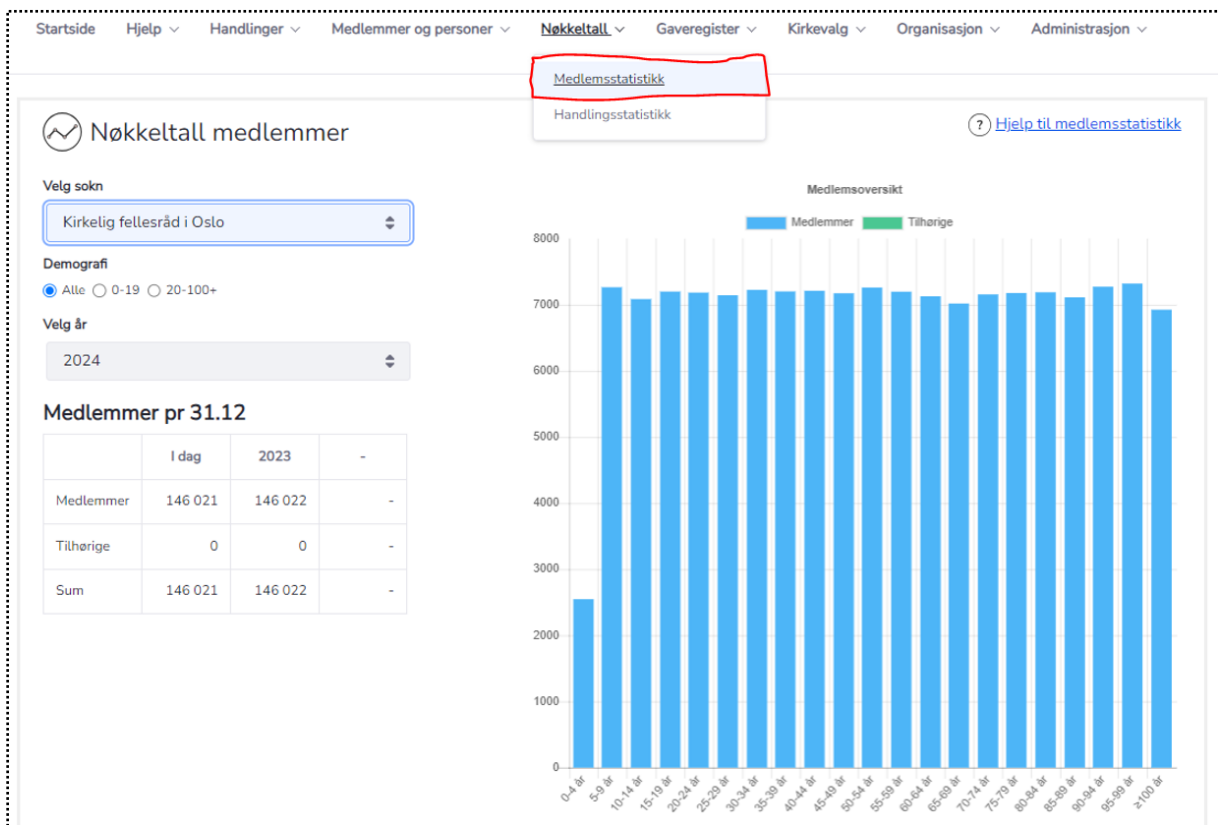 Startside Hjelp Handlinger Medlemmer og personer Nøkkeltall Gaveregister Kirkevalg Organisasjon Administrasjon
Medlemsstatistikk
Handlingsstatistikk
Nøkkeltall medlemmer
? Hjelp til medlemsstatistikk
Velg sokn
Kirkelig fellesråd i Oslo
Demografi
Alle 0-19 20-100+
Velg år
2024
Medlemmer pr 31.12
I dag 2023 -
Medlemmer 146 021 146 022 -
Tilhørige 0 0 -
Sum 146 021 146 022 -
Medlemsoversikt
Medlemmer Tilhørige
8000
7000
6000
5000
4000
3000
2000
1000
0
0-4 år 5-9 år 10-14 år 15-19 år 20-24 år 25-29 år 30-34 år 35-39 år 40-44 år 45-49 år 50-54 år 55-59 år 60-64 år 65-69 år 70-74 år 75-79 år 80-84 år 85-89 år 90-94 år 95-99 år ≥100 år